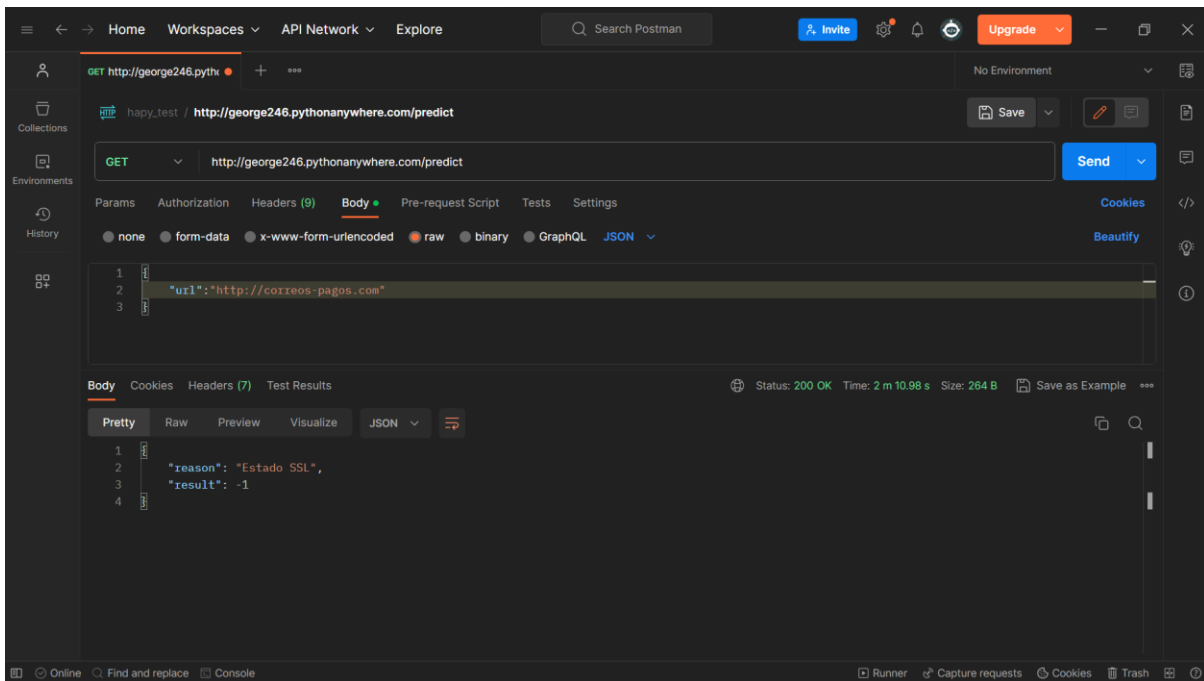 Home Workspaces API Network Explore Search Postman Invite Upgrade
GET http://george246.pythc No Environment
HTTP hapy_test / http://george246.pythonanywhere.com/predict Save
Collections
GET http://george246.pythonanywhere.com/predict Send
Environments
Params Authorization Headers (9) Body Pre-request Script Tests Settings Cookies
History
none form-data x-www-form-urlencoded raw binary GraphQL JSON Beautify
1 {
2 "url":"http://correos-pagos.com"
3 }
Body Cookies Headers (7) Test Results Status: 200 OK Time: 2 m 10.98 s Size: 264 B Save as Example
Pretty Raw Preview Visualize JSON
1 {
2 "reason": "Estado SSL",
3 "result": -1
4 }
Online Find and replace Console Runner Capture requests Cookies Trash